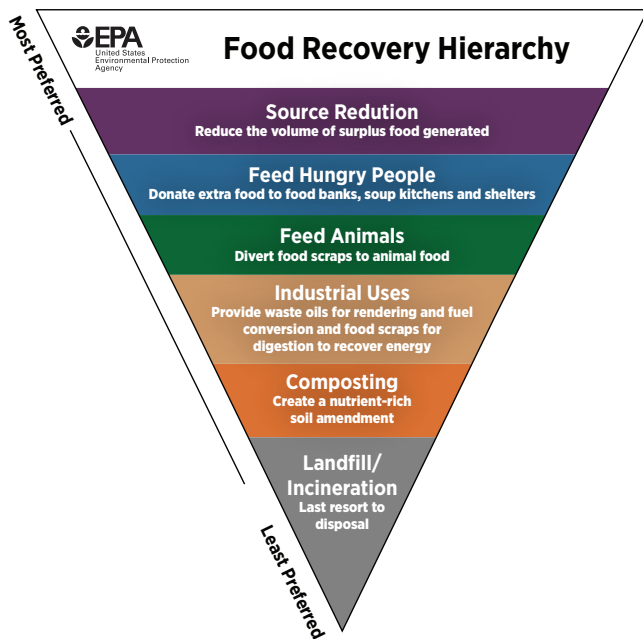 Most Preferred
EPA
United States
Environmental Protection
Agency
Food Recovery Hierarchy
Source Redution
Reduce the volume of surplus food generated
Feed Hungry People
Donate extra food to food banks, soup kitchens and shelters
Feed Animals
Divert food scraps to animal food
Industrial Uses
Provide waste oils for rendering and fuel
conversion and food scraps for
digestion to recover energy
Composting
Create a nutrient-rich
soil amendment
Landfill/
Incineration
Last resort to
disposal
Least Preferred